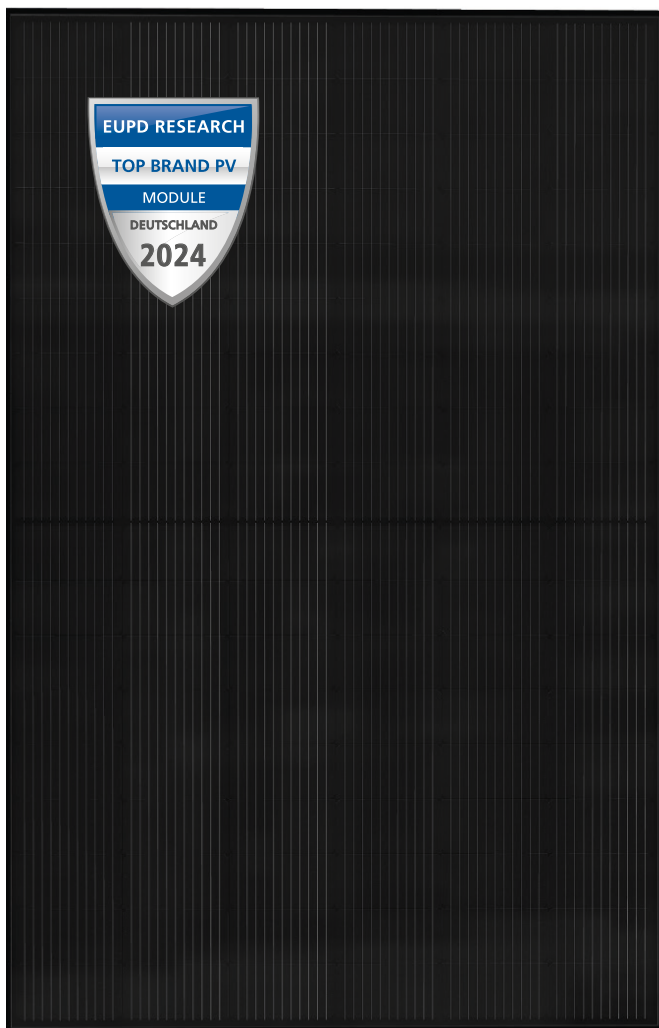 EUPD RESEARCH
TOP BRAND PV
MODULE
DEUTSCHLAND
2024